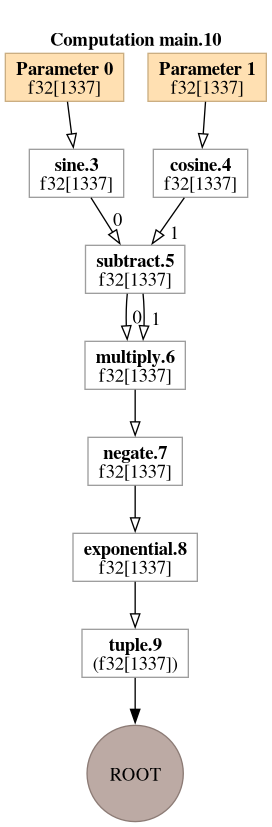 Computation main.10
Parameter 0
f32[1337]
Parameter 1
f32[1337]
sine.3
f32[1337]
cosine.4
f32[1337]
0
1
subtract.5
f32[1337]
0
1
multiply.6
f32[1337]
negate.7
f32[1337]
exponential.8
f32[1337]
tuple.9
(f32[1337])
ROOT